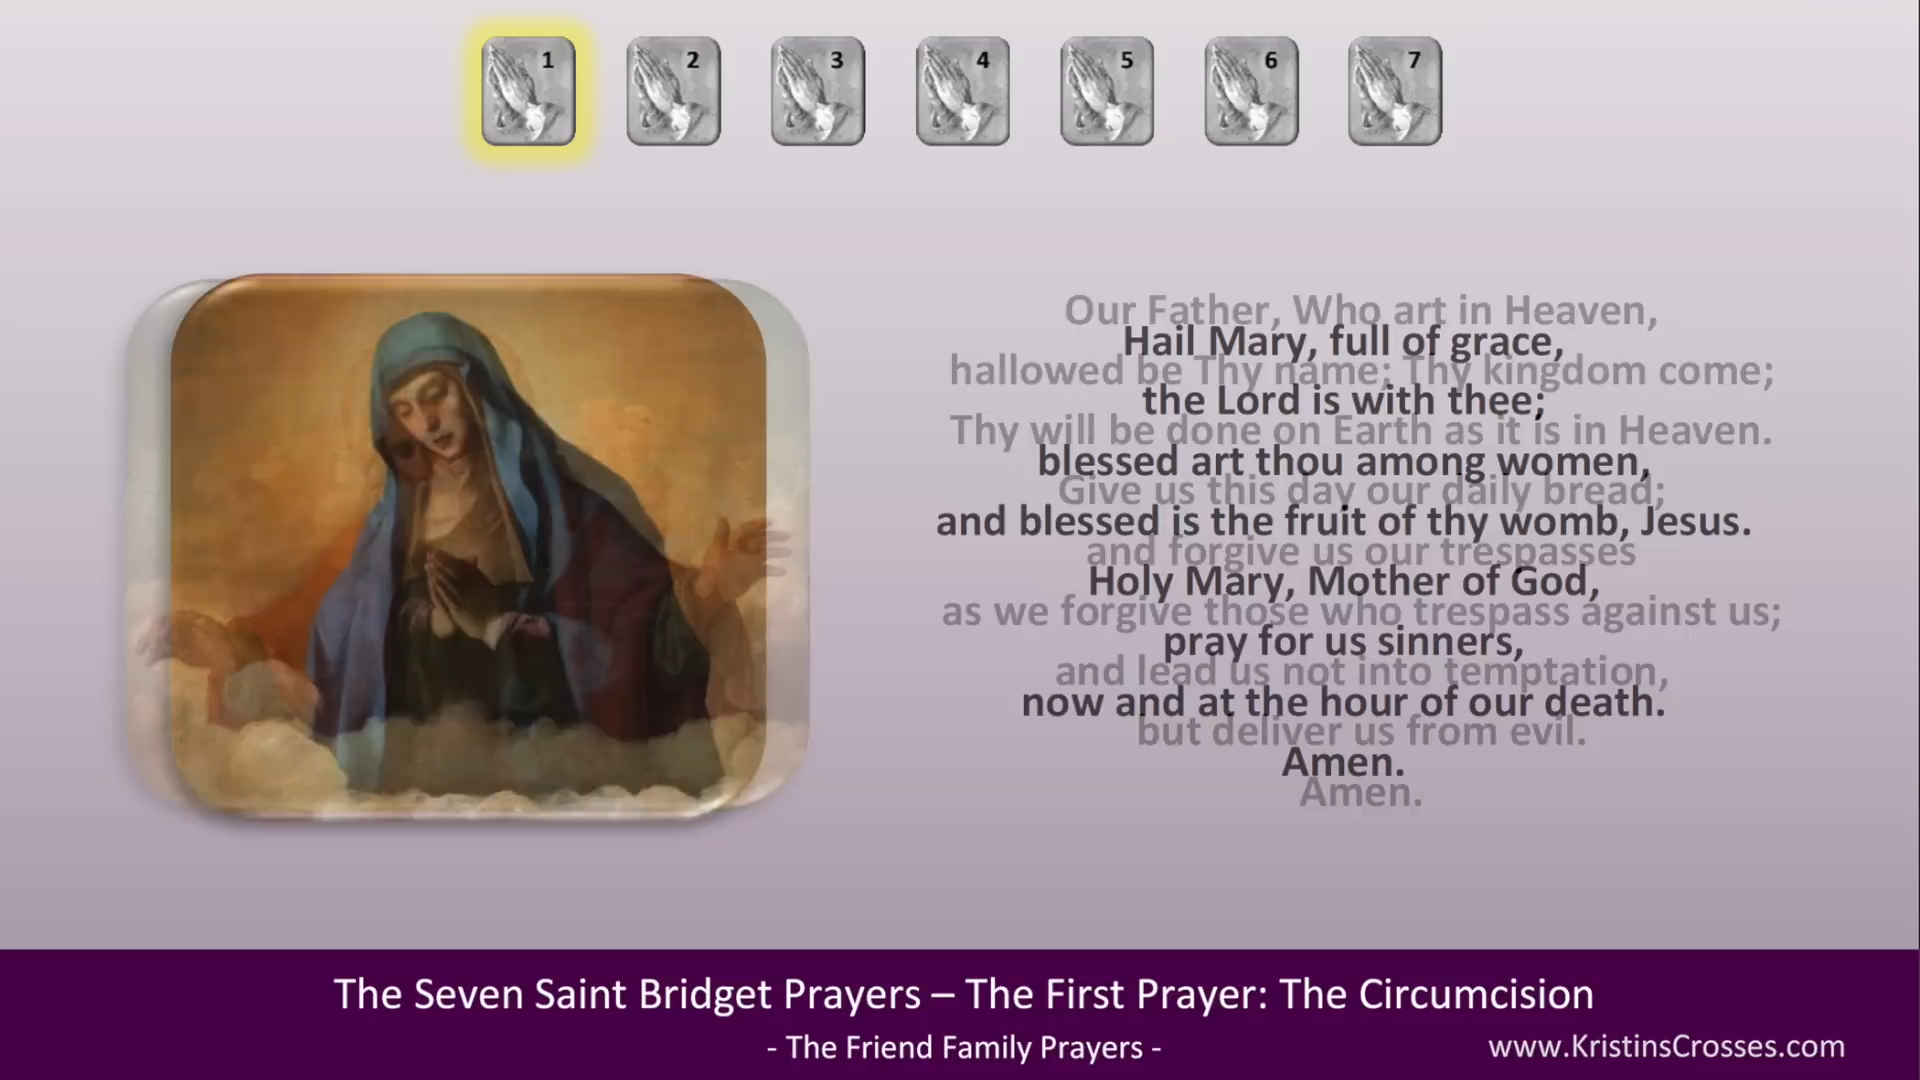 1 2 3 4 5 6 7
Our Father, Who art in Heaven,
Hail Mary, full of grace,
hallowed be Thy name; Thy kingdom come;
the Lord is with thee;
Thy will be done on Earth as it is in Heaven.
blessed art thou among women,
Give us this day our daily bread;
and blessed is the fruit of thy womb, Jesus.
and forgive us our trespasses
Holy Mary, Mother of God,
as we forgive those who trespass against us;
pray for us sinners,
and lead us not into temptation,
now and at the hour of our death.
but deliver us from evil.
Amen.
Amen.
The Seven Saint Bridget Prayers – The First Prayer: The Circumcision
- The Friend Family Prayers -
www.KristinsCrosses.com